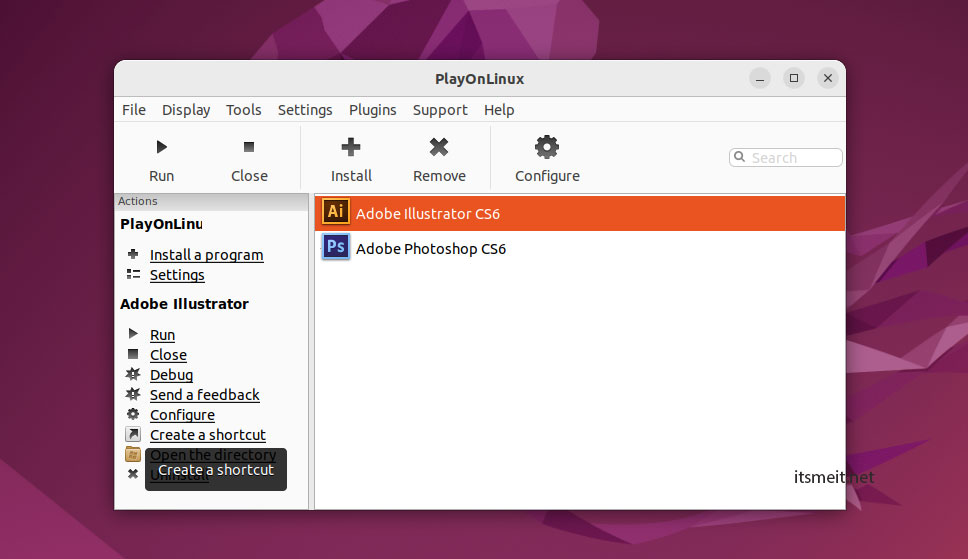 PlayOnLinux
File Display Tools Settings Plugins Support Help
Run Close Install Remove Configure Search
Actions
PlayOnLinu
Install a program
Settings
Adobe Illustrator
Run
Close
Debug
Send a feedback
Configure
Create a shortcut
Open the directory
Create a shortcut
Uninstall
Ai Adobe Illustrator CS6
Ps Adobe Photoshop CS6
itsmeit.net